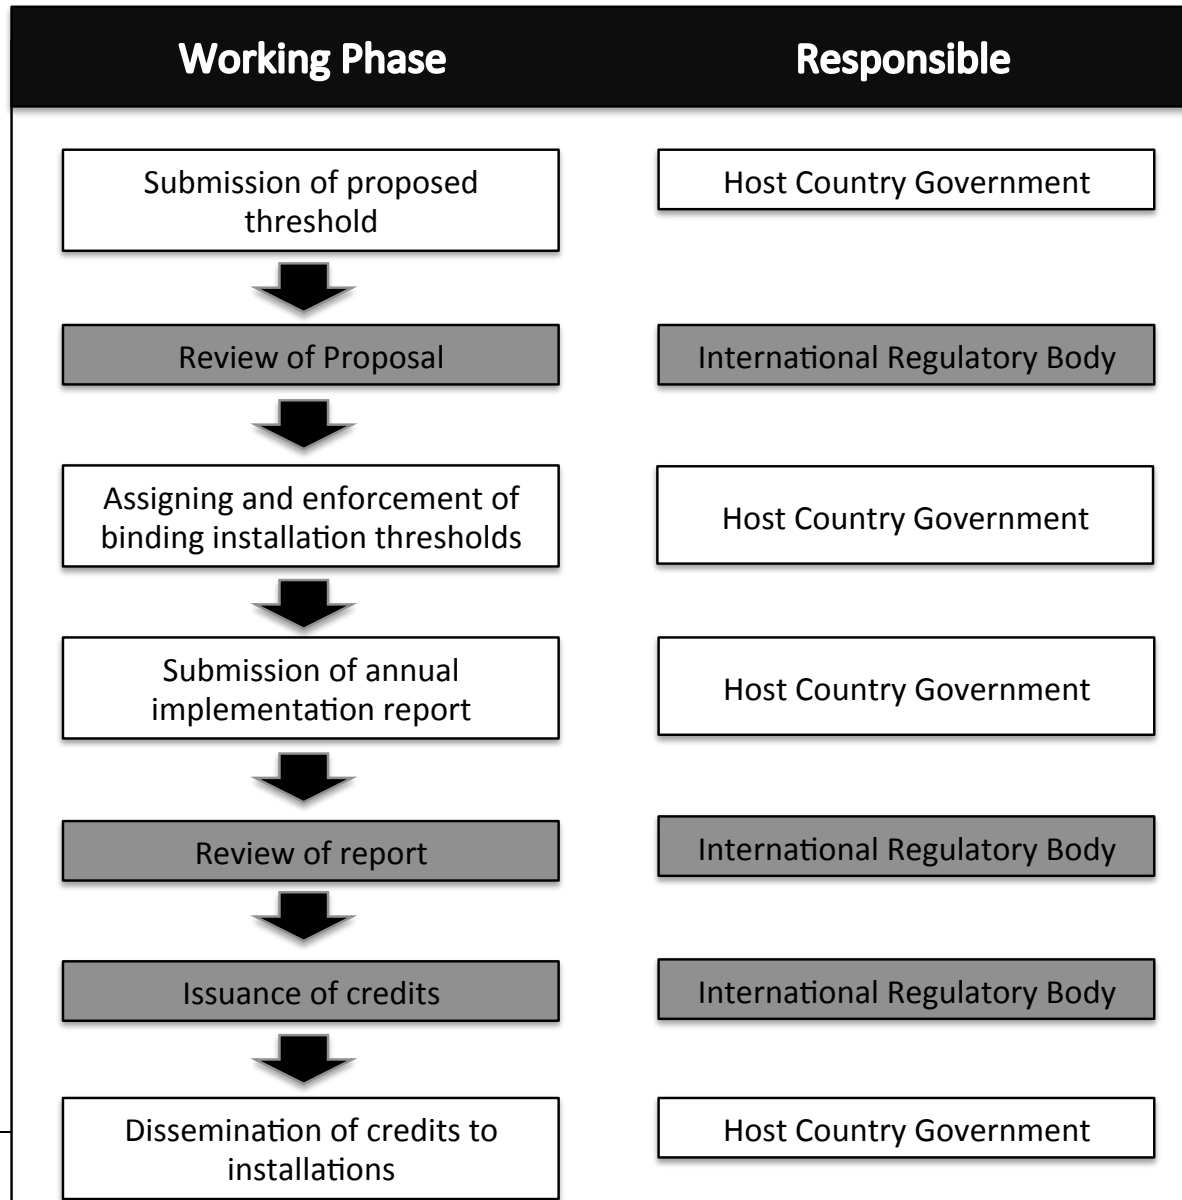 Working Phase
Responsible
Submission of proposed
threshold
Host Country Government
Review of Proposal
International Regulatory Body
Assigning and enforcement of
binding installation thresholds
Host Country Government
Submission of annual
implementation report
Host Country Government
Review of report
International Regulatory Body
Issuance of credits
International Regulatory Body
Dissemination of credits to
installations
Host Country Government